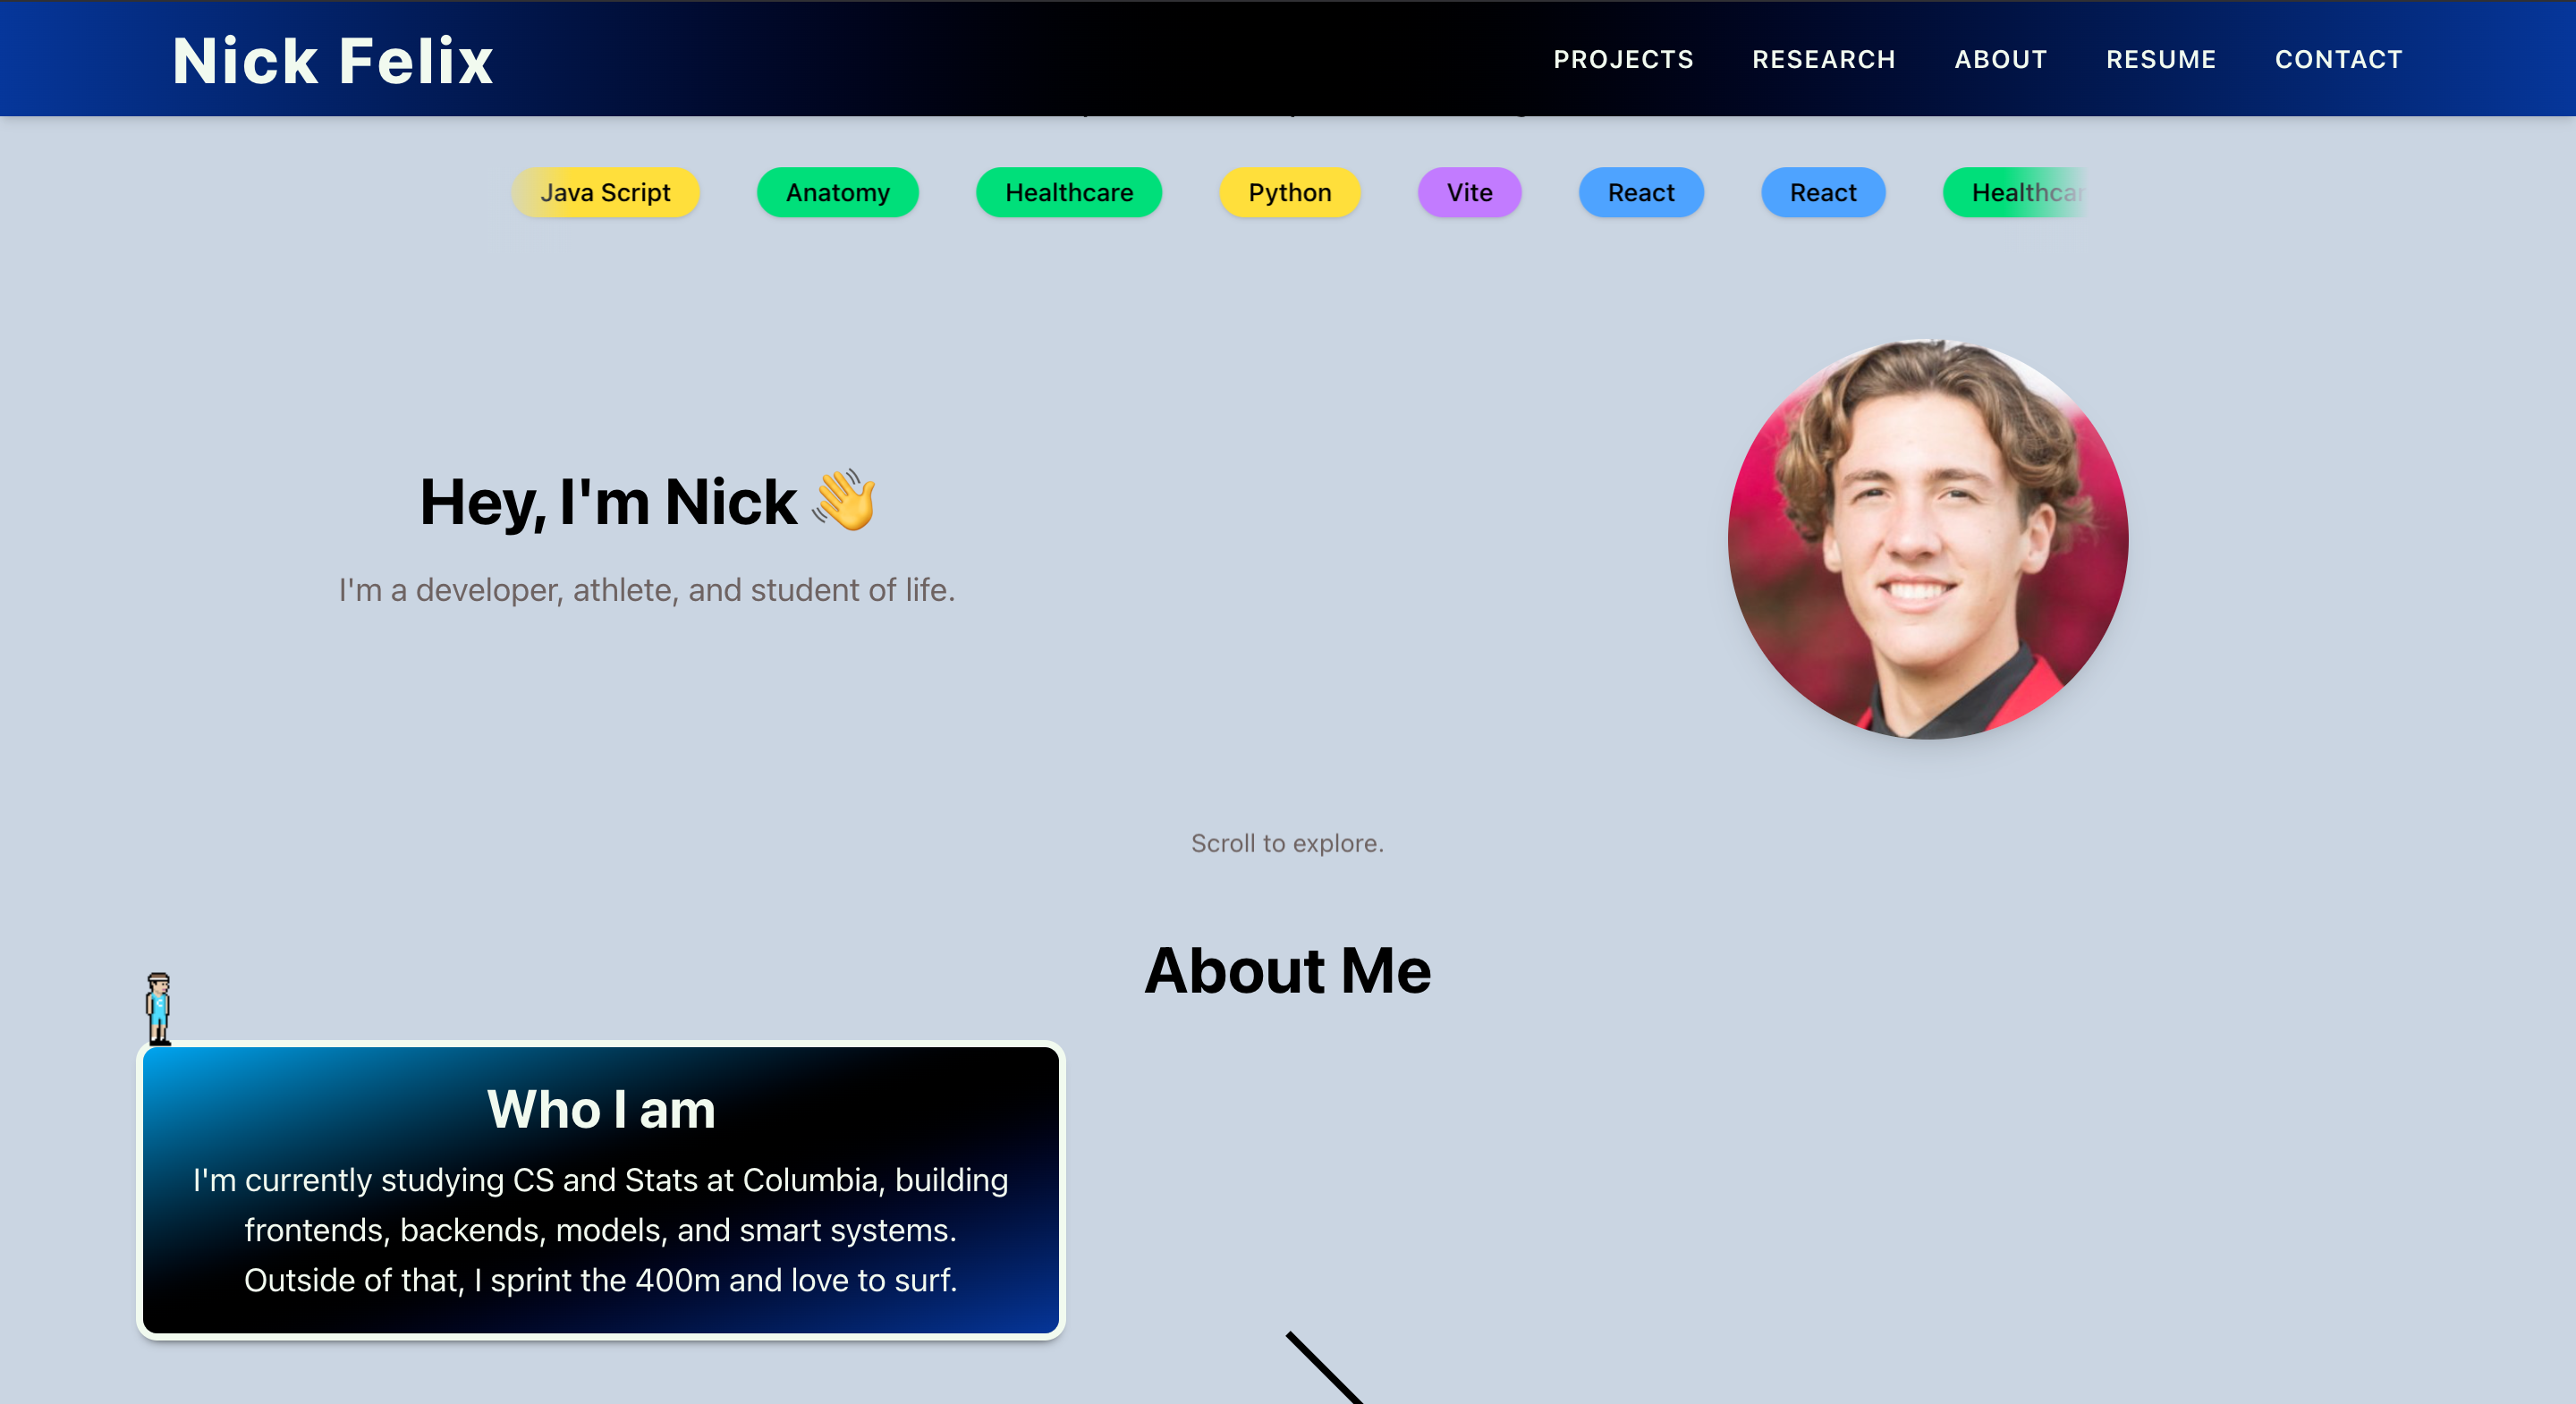 Nick Felix
PROJECTS RESEARCH ABOUT RESUME CONTACT
Java Script Anatomy Healthcare Python Vite React React Healthcar
Hey, I'm Nick 👋
I'm a developer, athlete, and student of life.
Scroll to explore.
About Me
Who I am
I'm currently studying CS and Stats at Columbia, building
frontends, backends, models, and smart systems.
Outside of that, I sprint the 400m and love to surf.